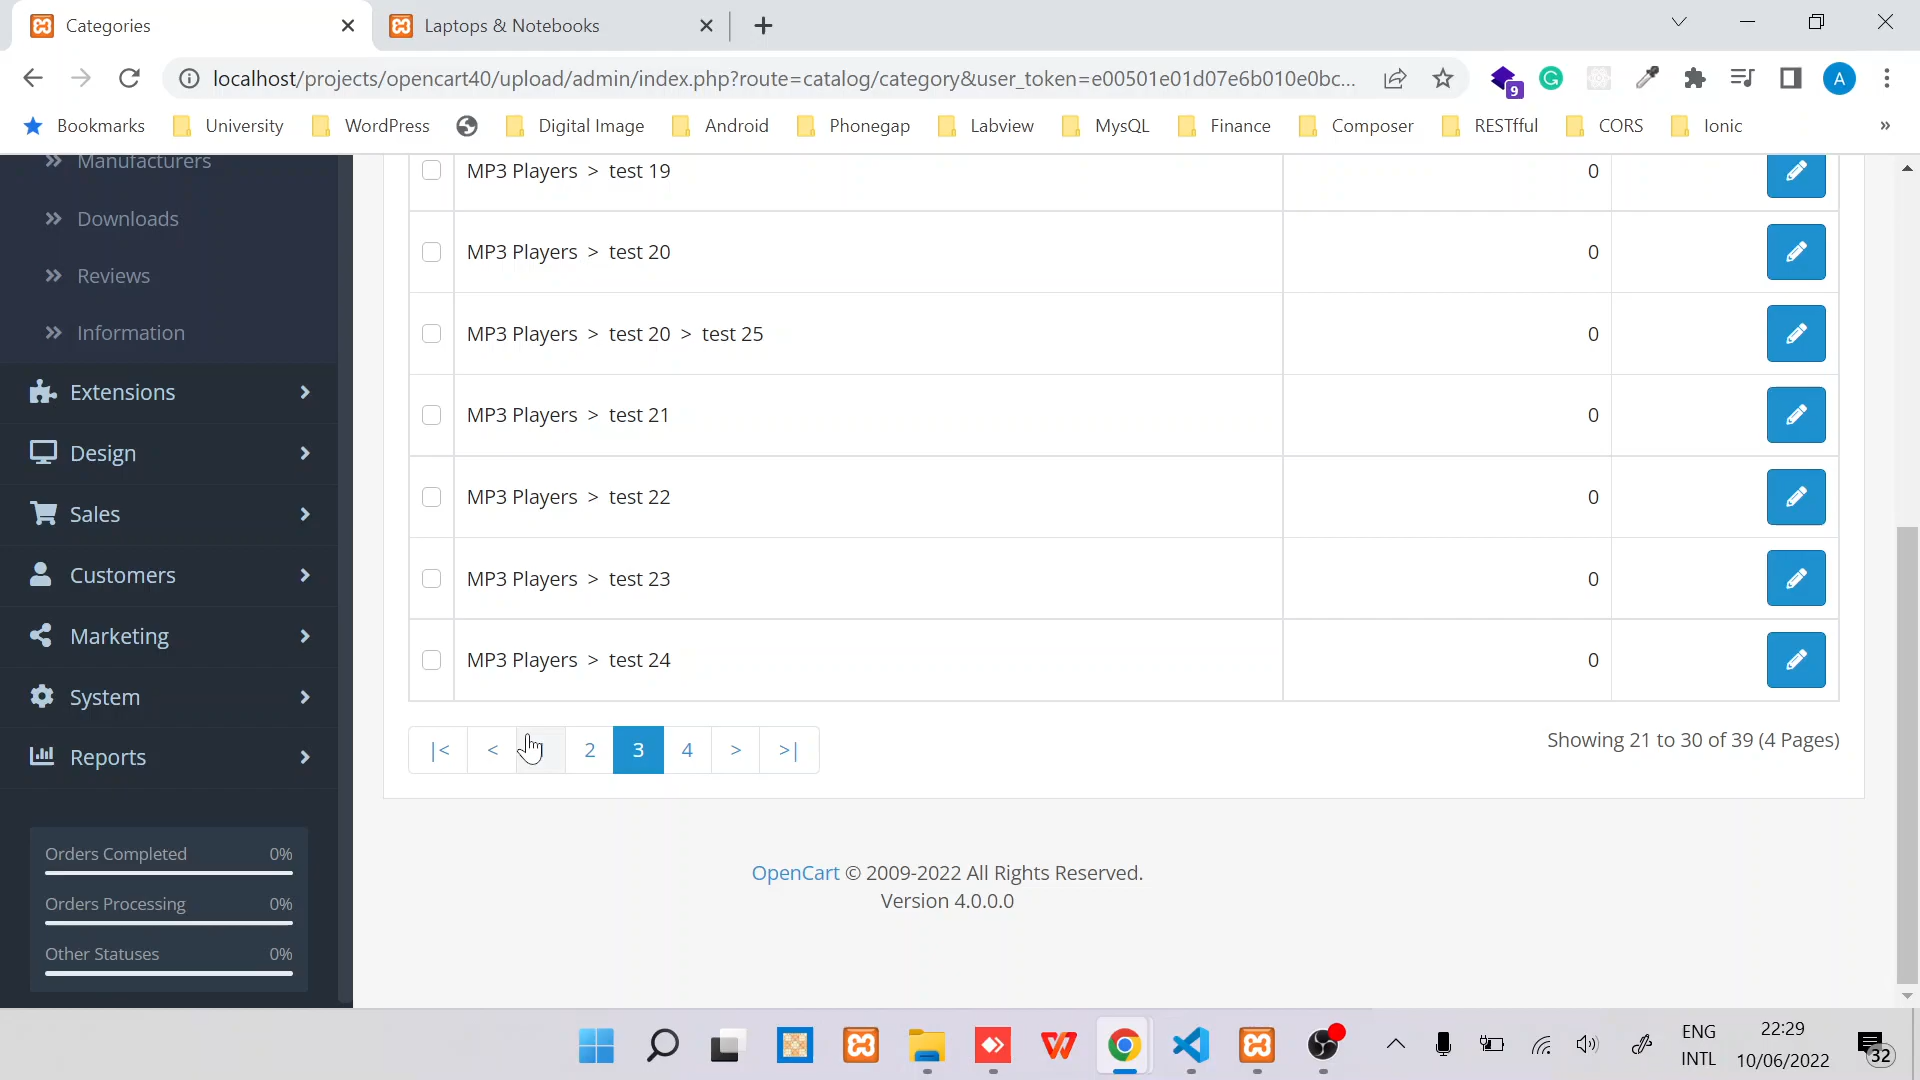 Categories
Laptops & Notebooks
localhost/projects/opencart40/upload/admin/index.php?route=catalog/category&user_token=e00501e01d07e6b010e0bc...
9
A
Bookmarks University WordPress Digital Image Android Phonegap Labview MysQL Finance Composer RESTfful CORS Ionic »
Manufacturers
Downloads
Reviews
Information
Extensions
Design
Sales
Customers
Marketing
System
Reports
Orders Completed 0%
Orders Processing 0%
Other Statuses 0%
MP3 Players > test 19 0
MP3 Players > test 20 0
MP3 Players > test 20 > test 25 0
MP3 Players > test 21 0
MP3 Players > test 22 0
MP3 Players > test 23 0
MP3 Players > test 24 0
|< < 2 3 4 > >|
Showing 21 to 30 of 39 (4 Pages)
OpenCart © 2009-2022 All Rights Reserved.
Version 4.0.0.0
ENG
INTL
22:29
10/06/2022
32